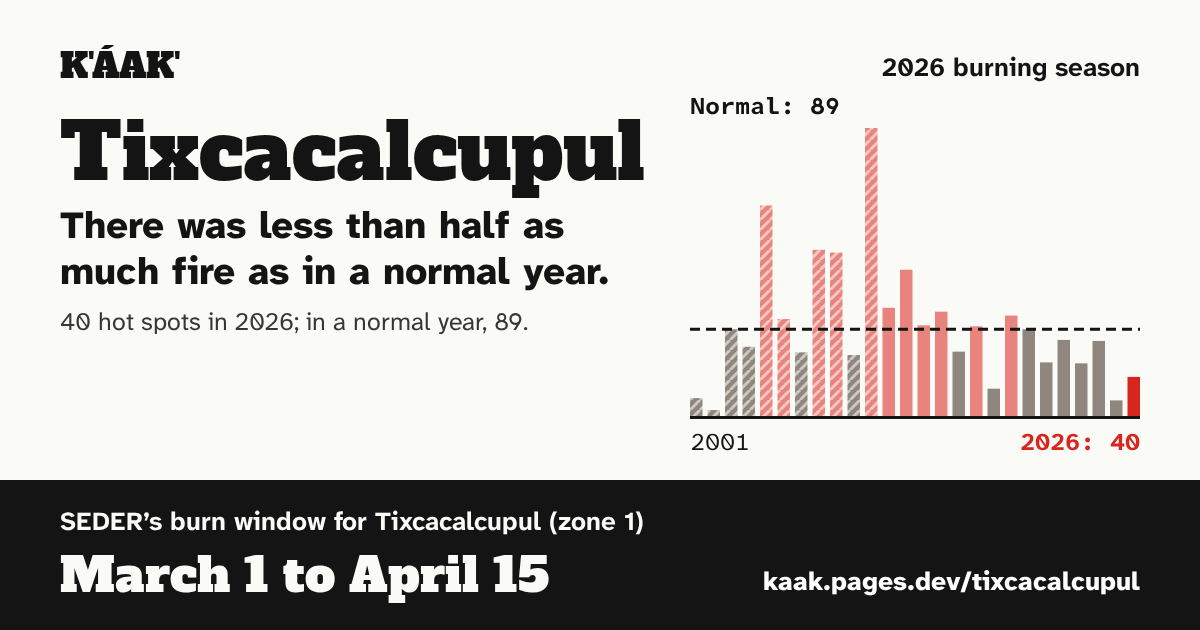 K'ÁAK'
2026 burning season
Tixcacalcupul
There was less than half as
much fire as in a normal year.
40 hot spots in 2026; in a normal year, 89.
Normal: 89
2001
2026: 40
SEDER’s burn window for Tixcacalcupul (zone 1)
March 1 to April 15
kaak.pages.dev/tixcacalcupul